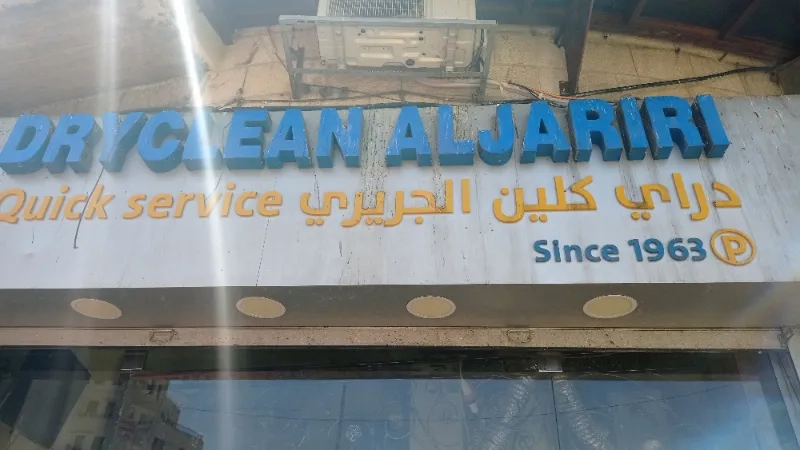 DRYCLEAN ALJARIRI
Quick service دراي كلين الجريري
Since 1963 P